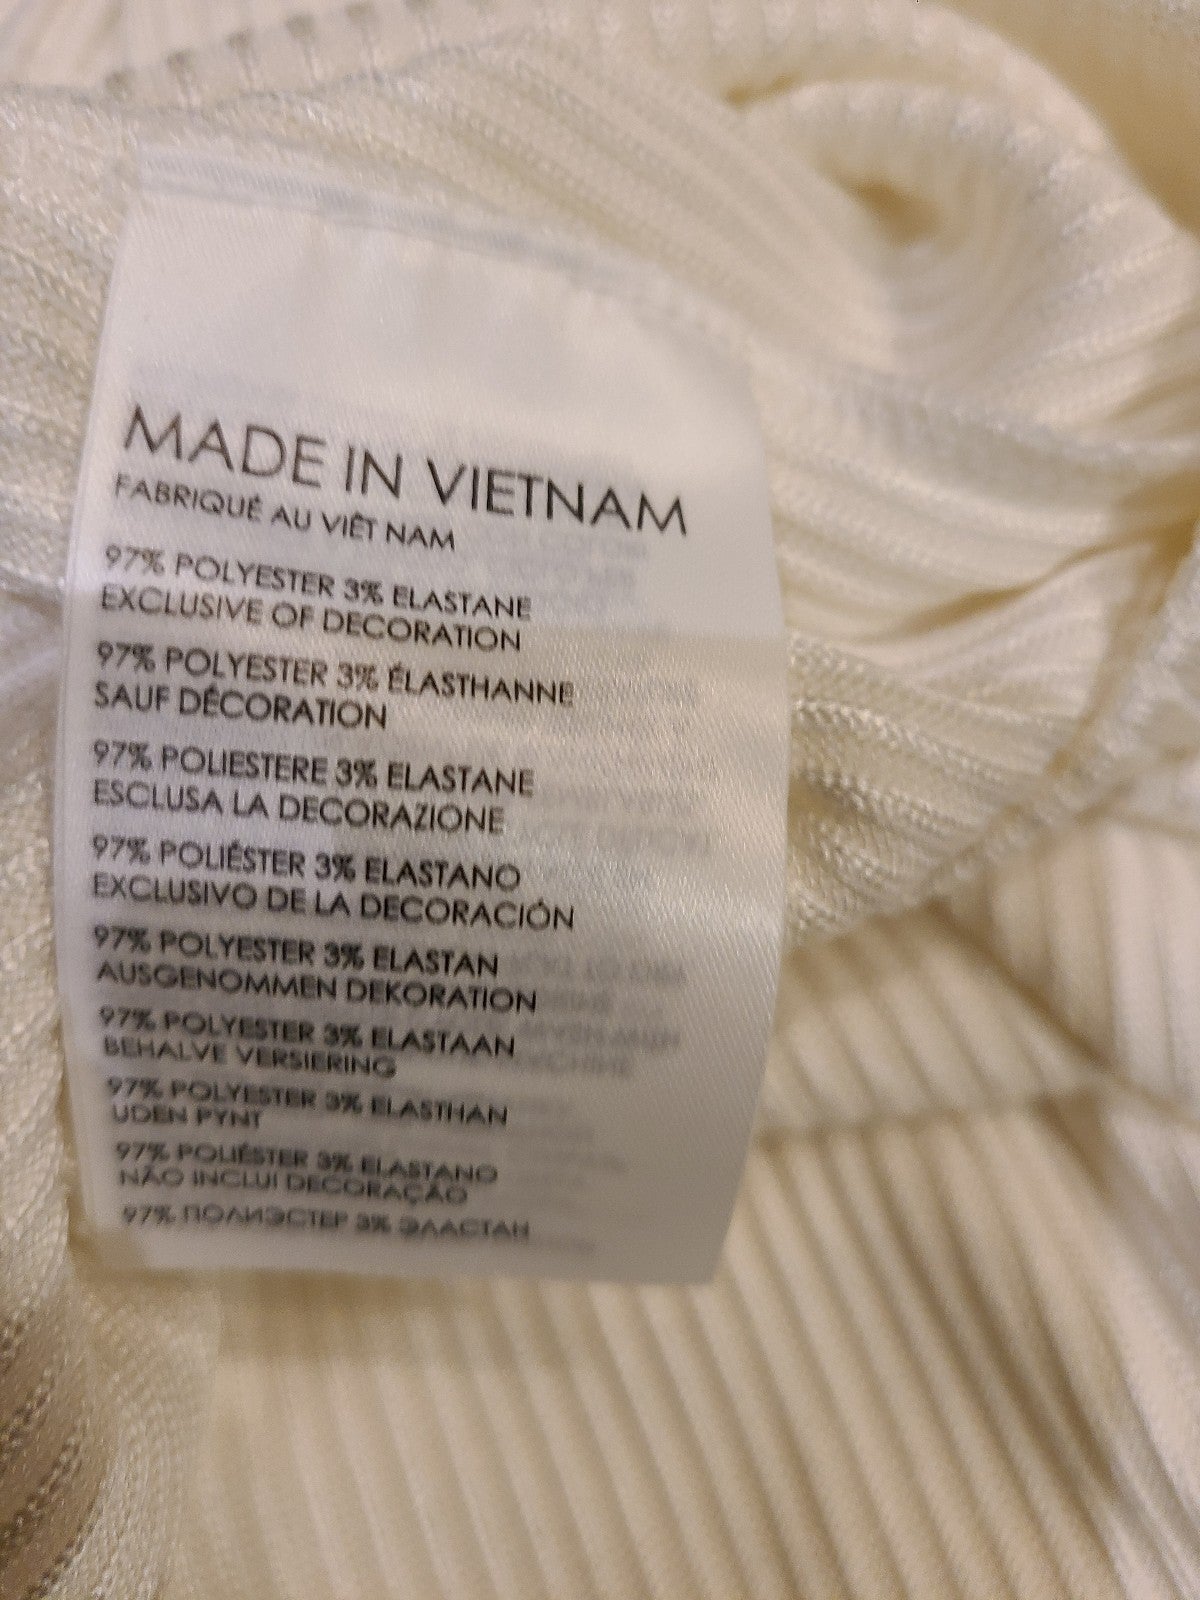 MADE IN VIETNAM
FABRIQUÉ AU VIÊT NAM
97% POLYESTER 3% ELASTANE
EXCLUSIVE OF DECORATION
97% POLYESTER 3% ÉLASTHANNE
SAUF DÉCORATION
97% POLIESTERE 3% ELASTANE
ESCLUSA LA DECORAZIONE
97% POLIÉSTER 3% ELASTANO
EXCLUSIVO DE LA DECORACIÓN
97% POLYESTER 3% ELASTAN
AUSGENOMMEN DEKORATION
97% POLYESTER 3% ELASTAAN
BEHALVE VERSIERING
97% POLYESTER 3% ELASTHAN
UDEN PYNT
97% POLIÉSTER 3% ELASTANO
NÃO INCLUI DECORAÇÃO
97% ПОЛИЭСТЕР 3% ЭЛАСТАН